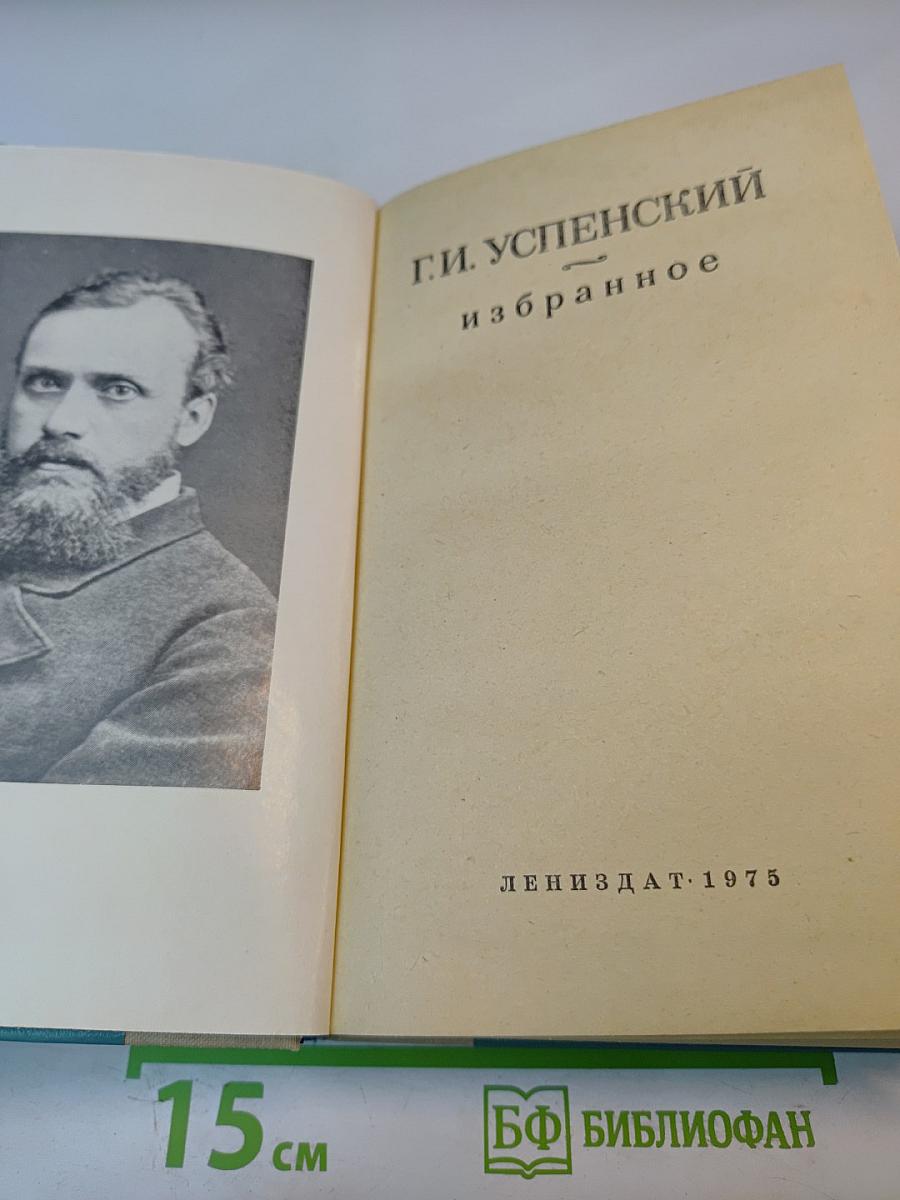 Г.И. УСПЕНСКИЙ
избранное
ЛЕНИЗДАТ · 1975
15 см
БФ БИБЛИОФАН